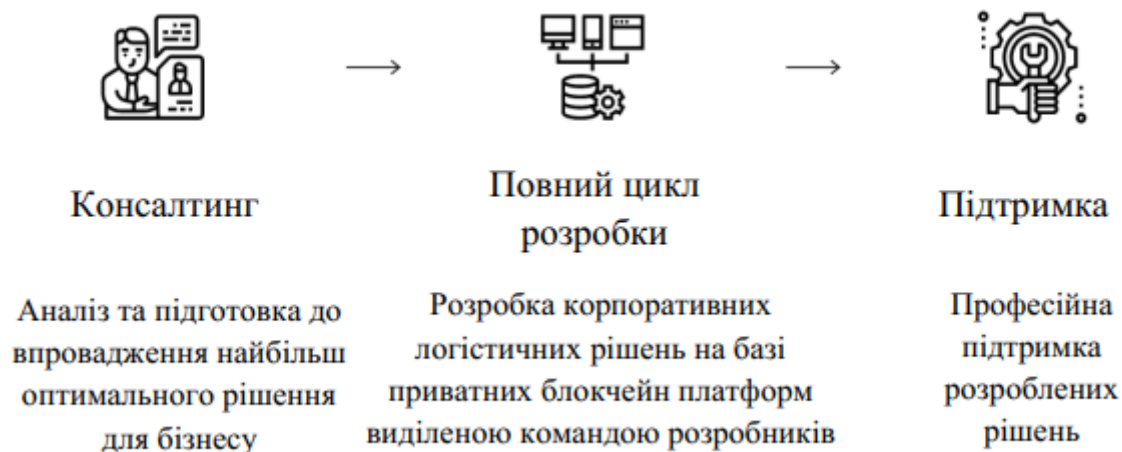 Консалтинг
Аналіз та підготовка до
впровадження найбільш
оптимального рішення
для бізнесу
Повний цикл
розробки
Розробка корпоративних
логістичних рішень на базі
приватних блокчейн платформ
виділеною командою розробників
Підтримка
Професійна
підтримка
розроблених
рішень